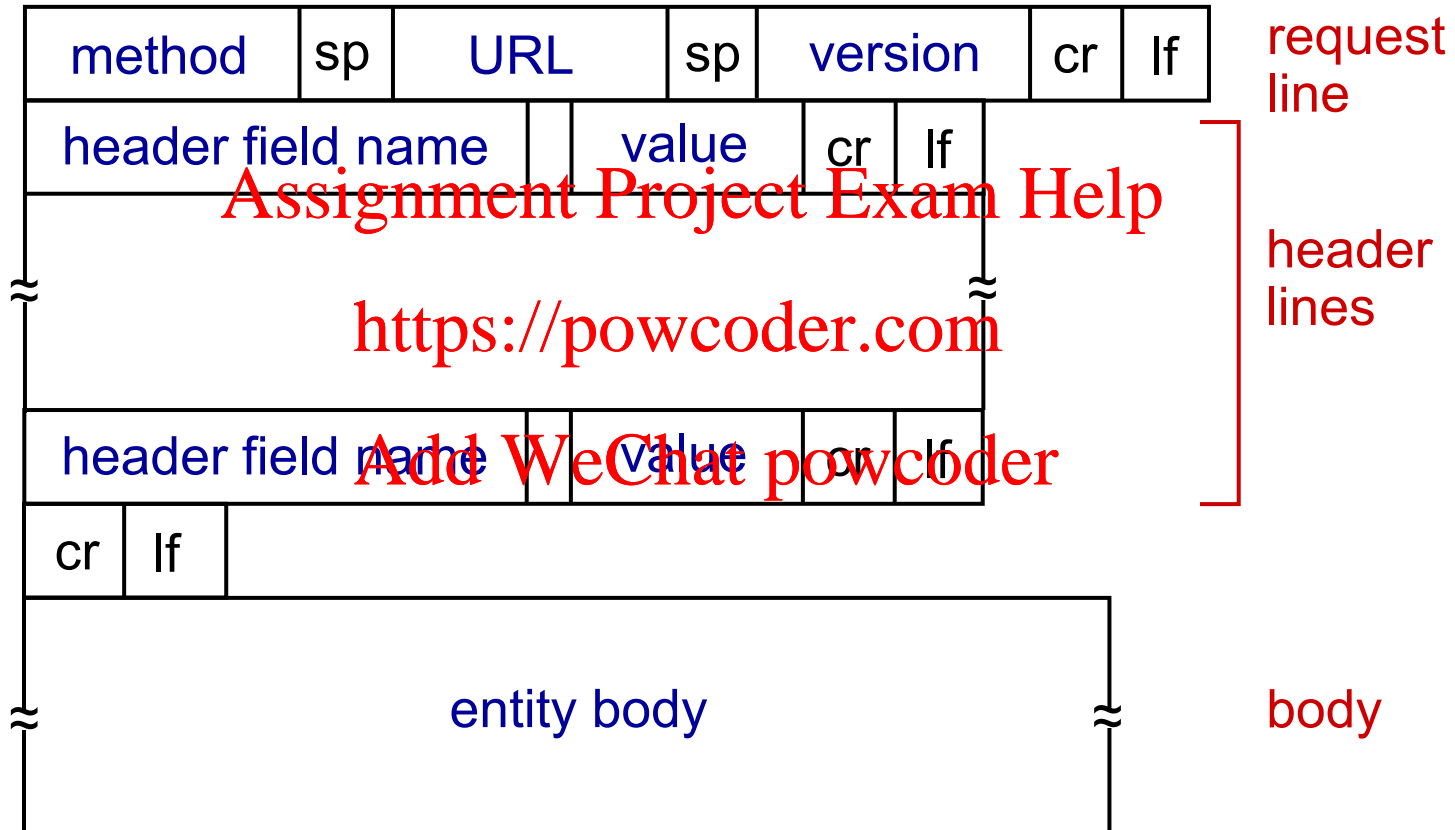 method sp URL sp version cr lf request
line
header field name value cr lf
Assignment Project Exam Help
header
lines
≈ ≈
https://powcoder.com
header field name value cr lf
Add WeChat powcoder
cr lf
≈ entity body ≈ body